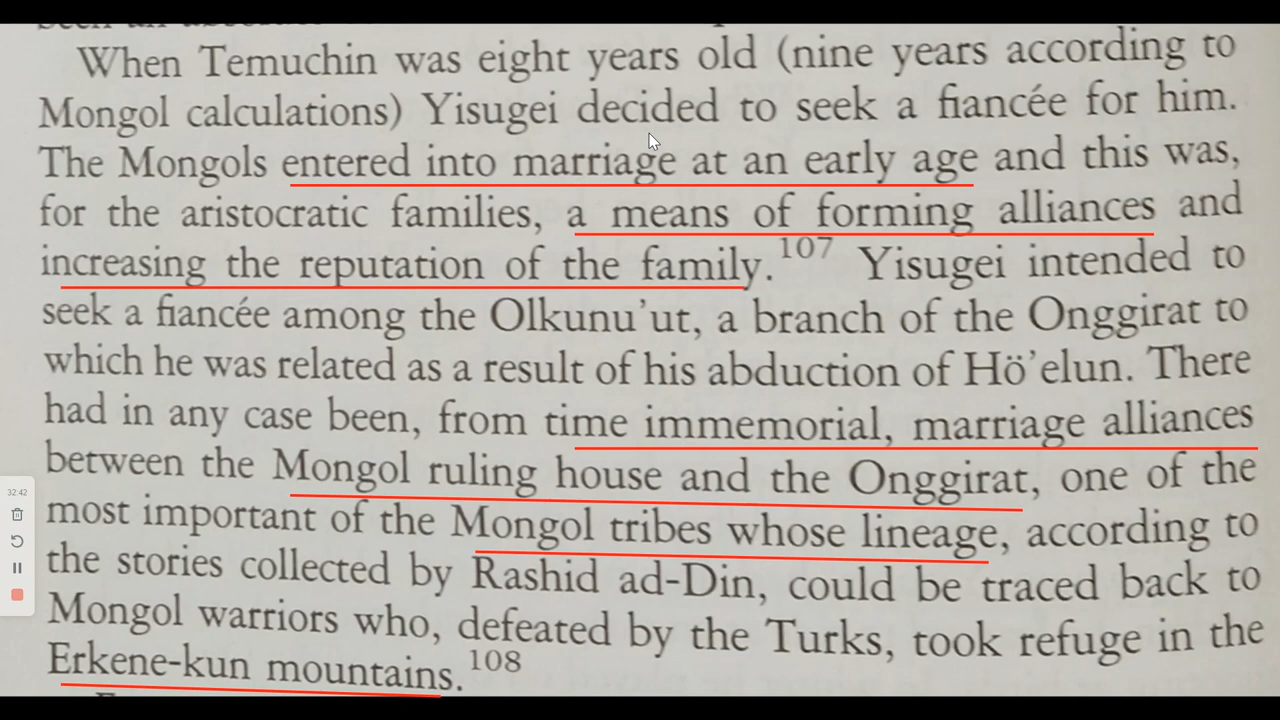 When Temuchin was eight years old (nine years according to
Mongol calculations) Yisugei decided to seek a fiancée for him.
The Mongols entered into marriage at an early age and this was,
for the aristocratic families, a means of forming alliances and
increasing the reputation of the family.107 Yisugei intended to
seek a fiancée among the Olkunu'ut, a branch of the Onggirat to
which he was related as a result of his abduction of Hö'elun. There
had in any case been, from time immemorial, marriage alliances
between the Mongol ruling house and the Onggirat, one of the
most important of the Mongol tribes whose lineage, according to
the stories collected by Rashid ad-Din, could be traced back to
Mongol warriors who, defeated by the Turks, took refuge in the
Erkene-kun mountains.108
32:42